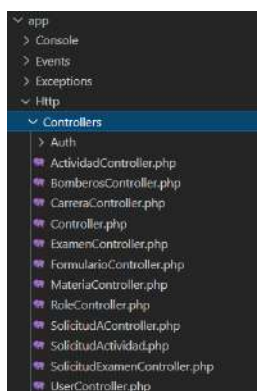 app
Console
Events
Exceptions
Http
Controllers
Auth
ActividadController.php
BomberosController.php
CarreraController.php
Controller.php
ExamenController.php
FormularioController.php
MateriaController.php
RoleController.php
SolicitudAController.php
SolicitudActividad.php
SolicitudExamenController.php
UserController.php